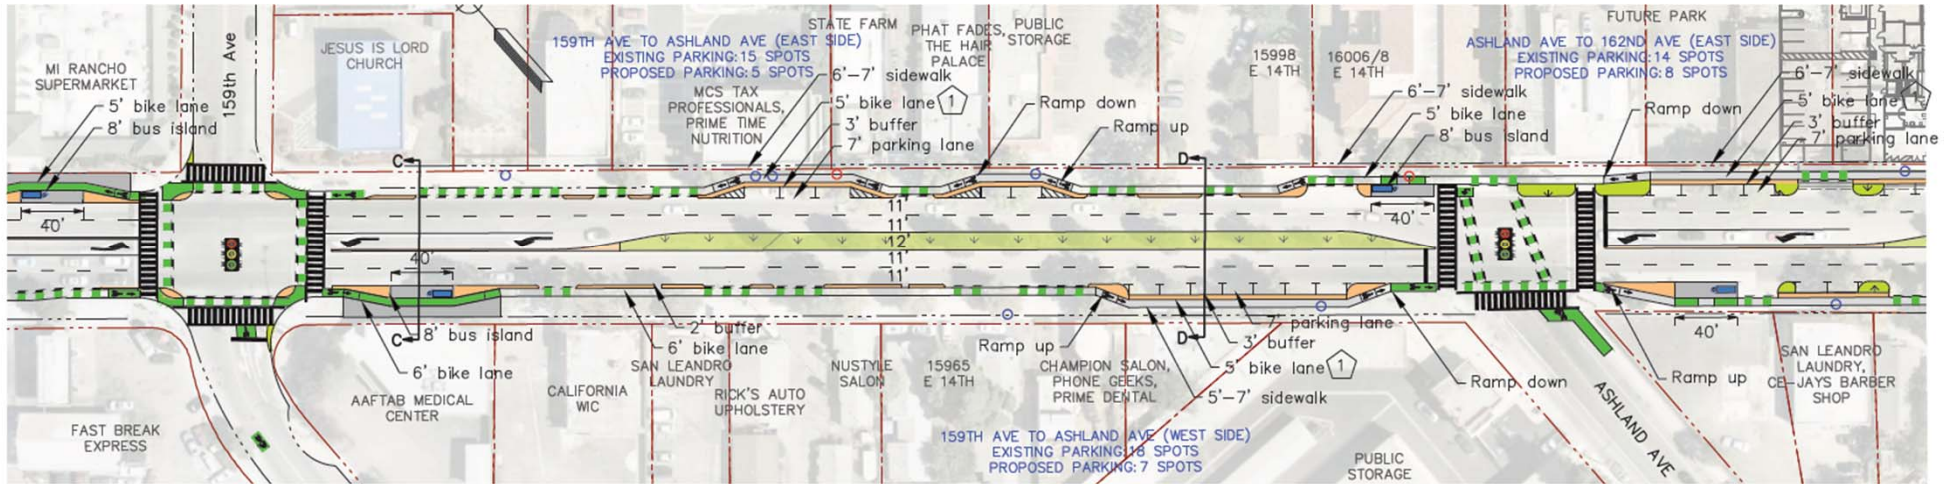 159th Ave
MI RANCHO
SUPERMARKET
5' bike lane
8' bus island
40'
JESUS IS LORD
CHURCH
159TH AVE TO ASHLAND AVE (EAST SIDE)
EXISTING PARKING: 15 SPOTS
PROPOSED PARKING: 5 SPOTS
STATE FARM
PHAT FADES,
THE HAIR
PALACE
PUBLIC
STORAGE
MCS TAX
PROFESSIONALS,
PRIME TIME
NUTRITION
6'-7' sidewalk
5' bike lane
1
3' buffer
7' parking lane
Ramp down
Ramp up
15998
E 14TH
16006/8
E 14TH
6'-7' sidewalk
5' bike lane
8' bus island
40'
FUTURE PARK
ASHLAND AVE TO 162ND AVE (EAST SIDE)
EXISTING PARKING: 14 SPOTS
PROPOSED PARKING: 8 SPOTS
Ramp down
6'-7' sidewalk
5' bike lane
1
3' buffer
7' parking lane
C
D
11'
11'
12'
11'
11'
40'
C
D
8' bus island
6' bike lane
2' buffer
6' bike lane
Ramp up
7' parking lane
3' buffer
5' bike lane
1
5'-7' sidewalk
Ramp down
Ramp up
40'
FAST BREAK
EXPRESS
AAFTAB MEDICAL
CENTER
CALIFORNIA
WIC
SAN LEANDRO
LAUNDRY
RICK'S AUTO
UPHOLSTERY
NUSTYLE
SALON
15965
E 14TH
CHAMPION SALON,
PHONE GEEKS,
PRIME DENTAL
159TH AVE TO ASHLAND AVE (WEST SIDE)
EXISTING PARKING: 18 SPOTS
PROPOSED PARKING: 7 SPOTS
PUBLIC
STORAGE
ASHLAND AVE
SAN LEANDRO
LAUNDRY,
CE-JAYS BARBER
SHOP